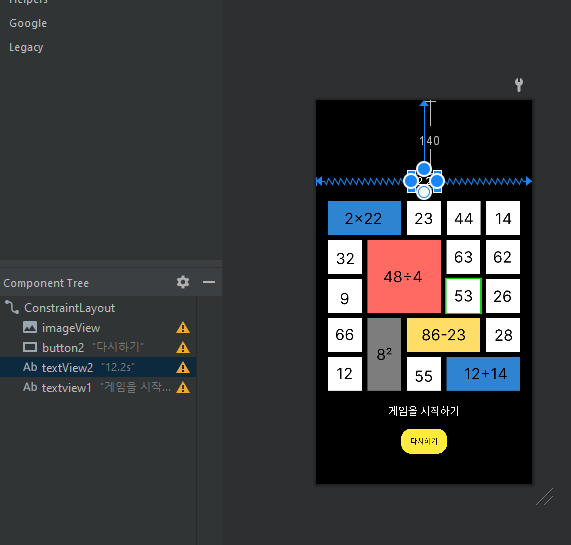 Helpers
Google
Legacy
Component Tree
ConstraintLayout
imageView
button2 "다시하기"
Ab textView2 "12.2s"
Ab textview1 "게임을 시작...
140
2×22 23 44 14
32 48÷4 63 62
9 53 26
66 8² 86-23 28
12 55 12+14
게임을 시작하기
다시하기